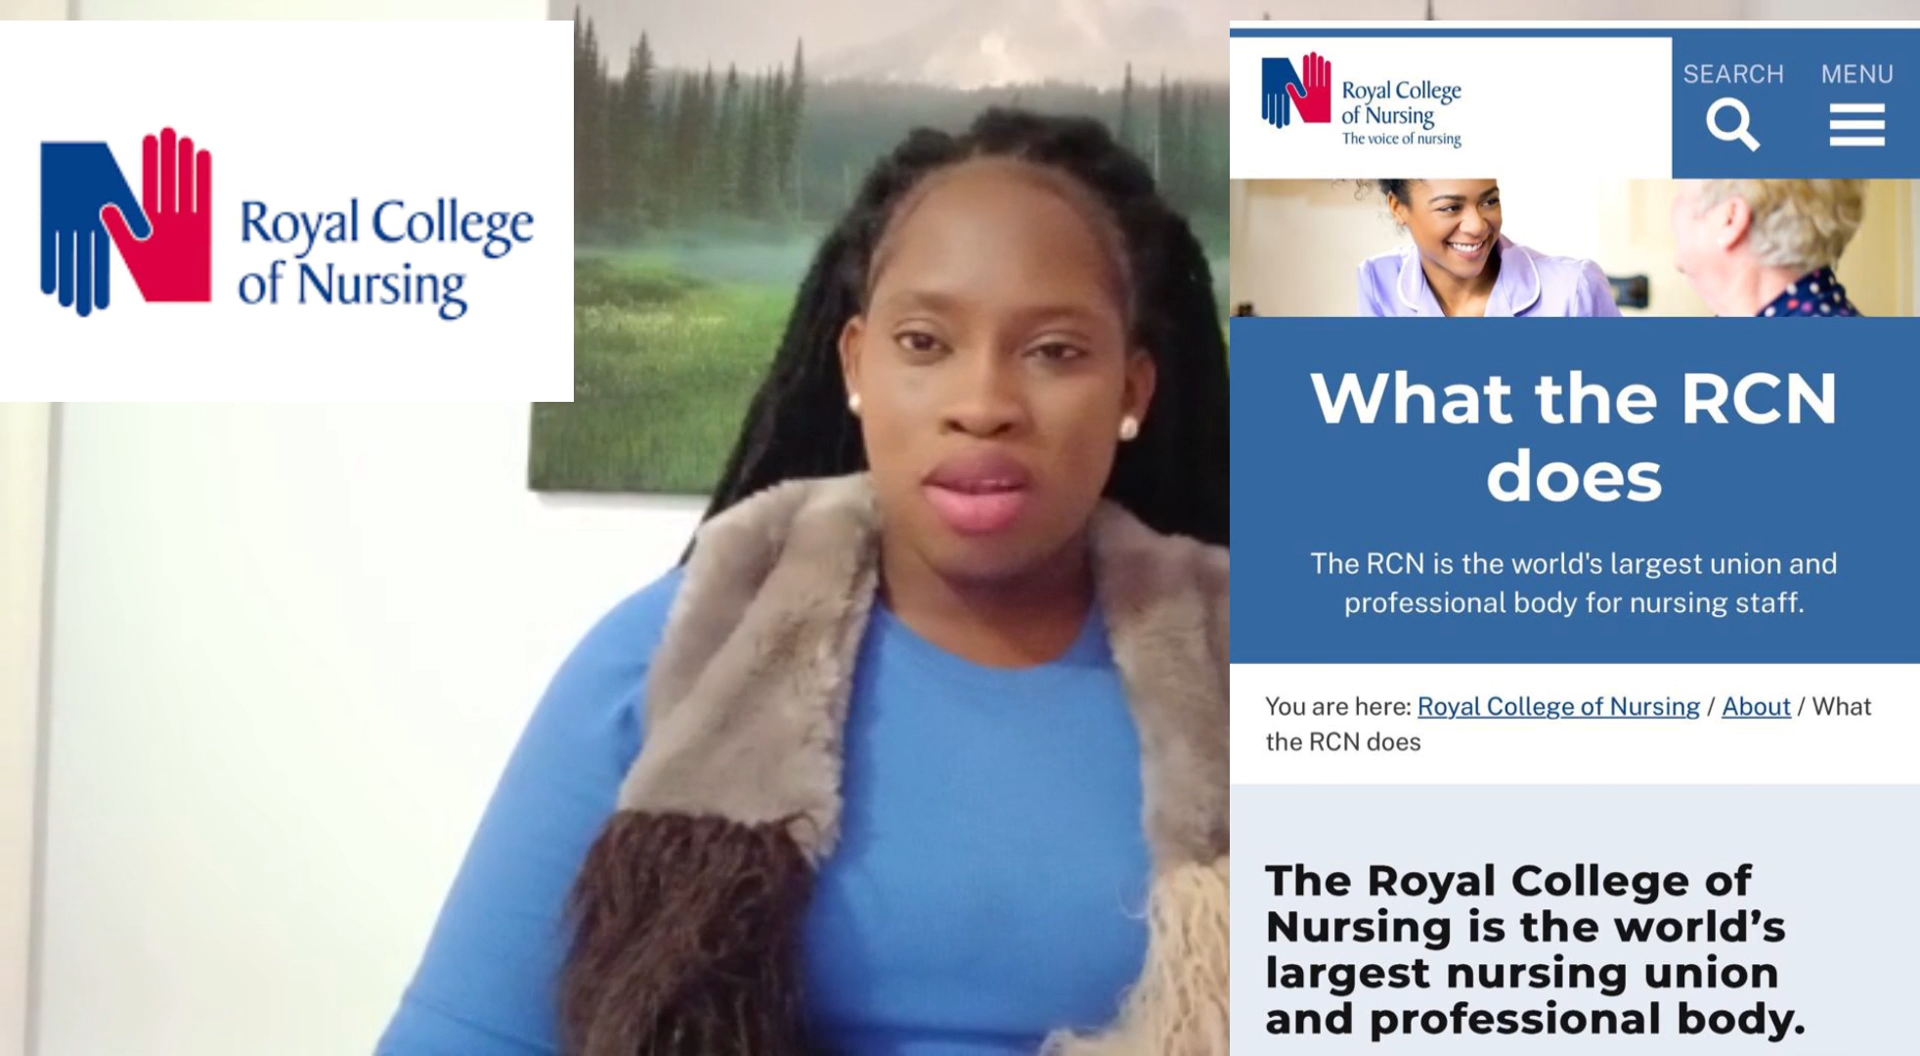 Royal College
of Nursing
Royal College
of Nursing
The voice of nursing
SEARCH MENU
What the RCN
does
The RCN is the world's largest union and
professional body for nursing staff.
You are here: Royal College of Nursing / About / What
the RCN does
The Royal College of
Nursing is the world’s
largest nursing union
and professional body.